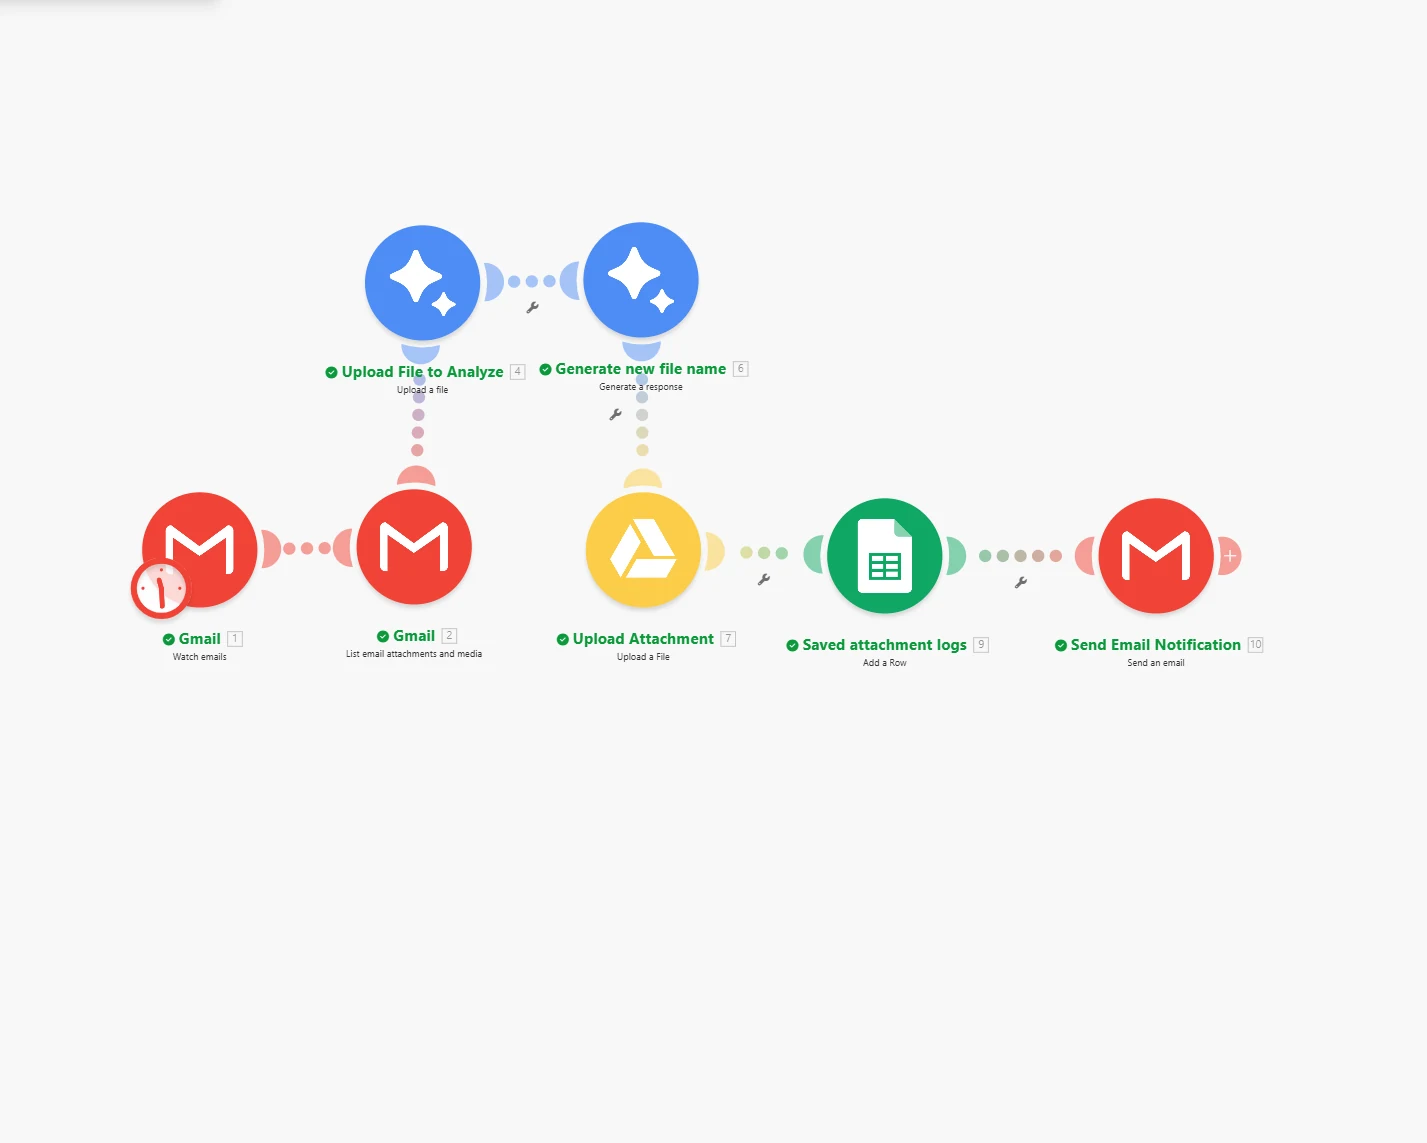 Upload File to Analyze 4
Upload a file
Generate new file name 6
Generate a response
Gmail 1
Watch emails
Gmail 2
List email attachments and media
Upload Attachment 7
Upload a File
Saved attachment logs 9
Add a Row
Send Email Notification 10
Send an email